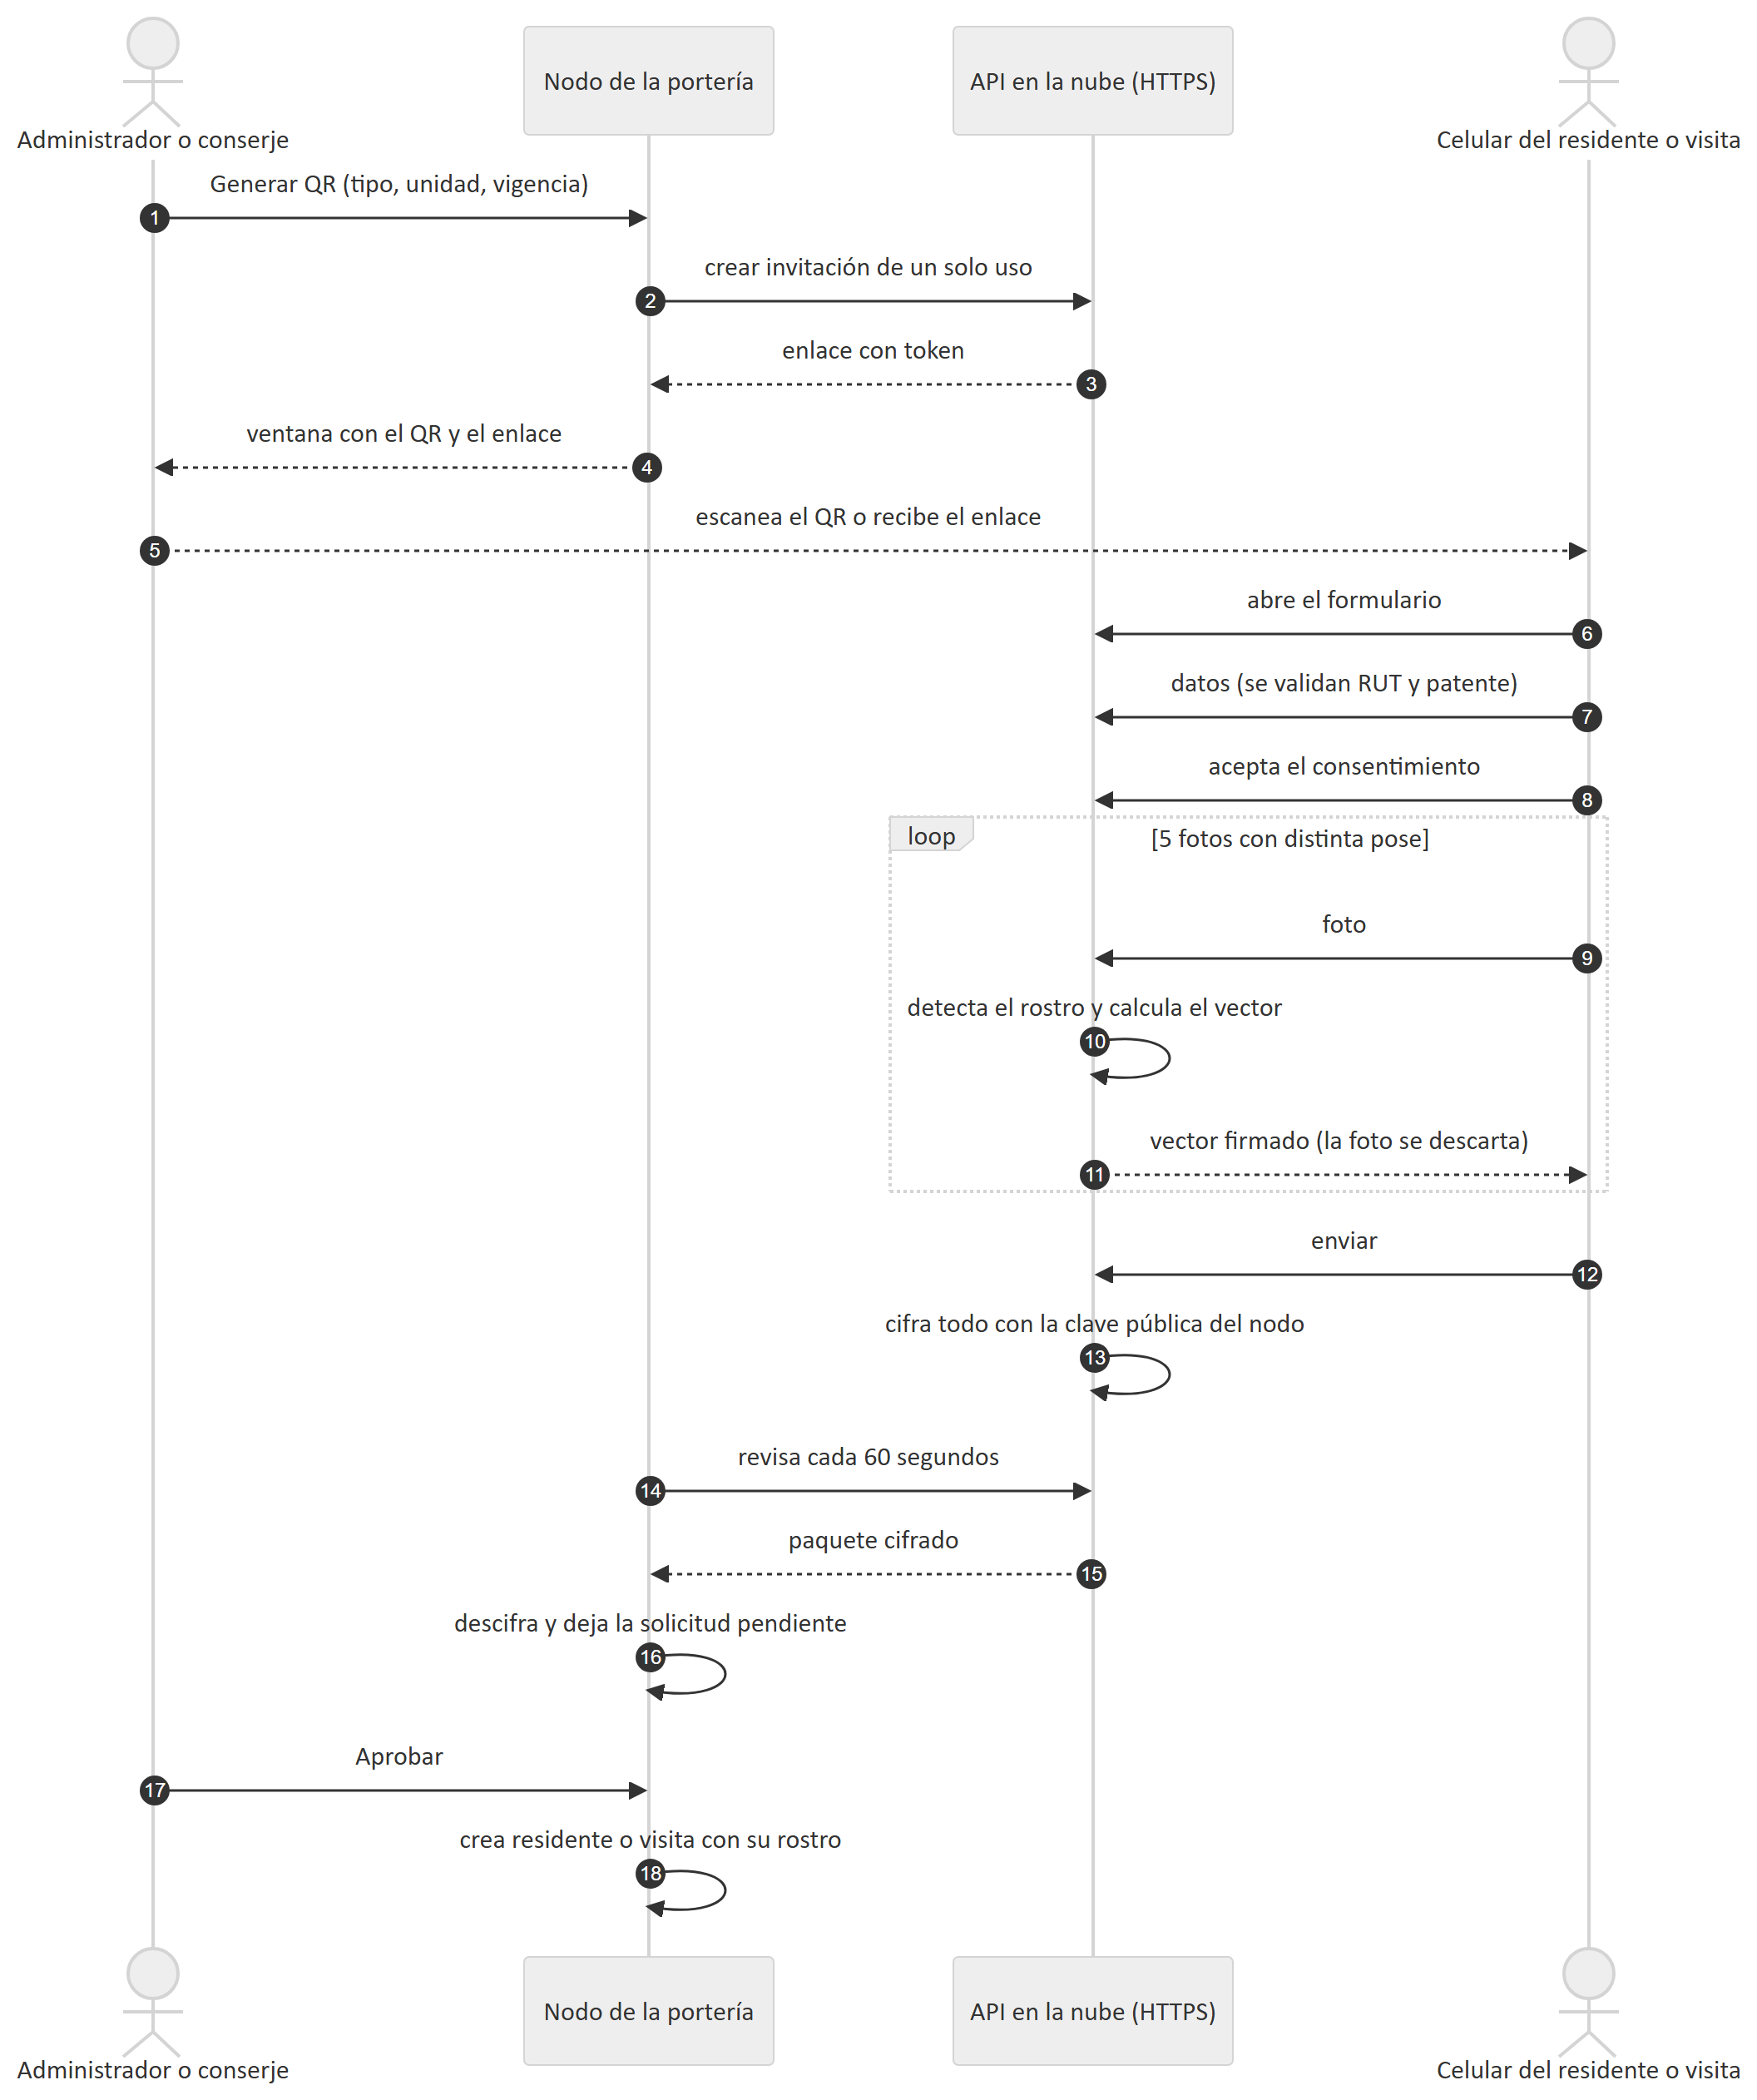 Nodo de la portería
API en la nube (HTTPS)
Administrador o conserje
Celular del residente o visita
Generar QR (tipo, unidad, vigencia)
1
crear invitación de un solo uso
2
enlace con token
3
ventana con el QR y el enlace
4
escanea el QR o recibe el enlace
5
abre el formulario
6
datos (se validan RUT y patente)
7
acepta el consentimiento
8
loop
[5 fotos con distinta pose]
foto
9
detecta el rostro y calcula el vector
10
vector firmado (la foto se descarta)
11
enviar
12
cifra todo con la clave pública del nodo
13
revisa cada 60 segundos
14
paquete cifrado
15
descifra y deja la solicitud pendiente
16
Aprobar
17
crea residente o visita con su rostro
18
Nodo de la portería
API en la nube (HTTPS)
Administrador o conserje
Celular del residente o visita